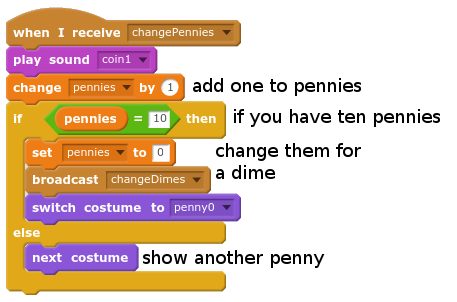 when I receive changePennies
play sound coin1
change pennies by 1 add one to pennies
if pennies = 10 then if you have ten pennies
set pennies to 0 change them for
broadcast changeDimes a dime
switch costume to penny0
else
next costume show another penny